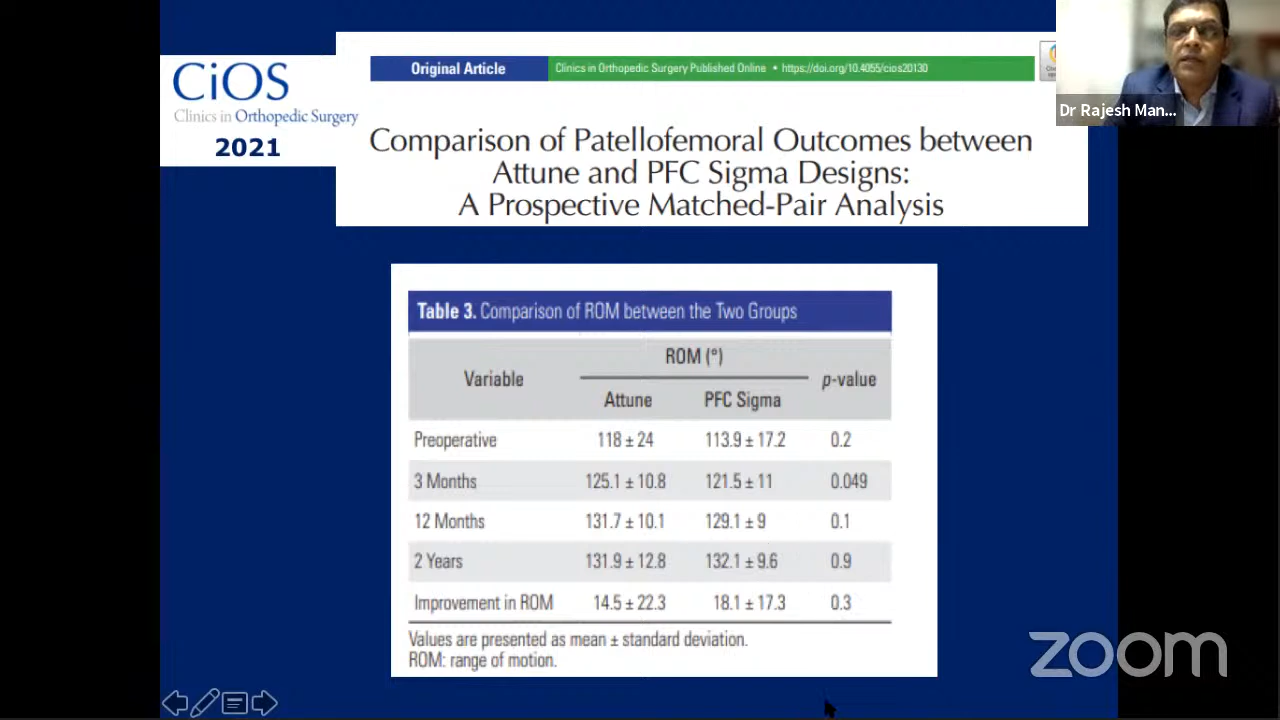 CiOS
Clinics in Orthopedic Surgery
2021
Original Article
Clinics in Orthopedic Surgery Published Online • https://doi.org/10.4055/cios20130
Comparison of Patellofemoral Outcomes between
Attune and PFC Sigma Designs:
A Prospective Matched-Pair Analysis
Dr Rajesh Man...
Table 3. Comparison of ROM between the Two Groups
Variable ROM (°) p-value
Attune PFC Sigma
Preoperative 118 ± 24 113.9 ± 17.2 0.2
3 Months 125.1 ± 10.8 121.5 ± 11 0.049
12 Months 131.7 ± 10.1 129.1 ± 9 0.1
2 Years 131.9 ± 12.8 132.1 ± 9.6 0.9
Improvement in ROM 14.5 ± 22.3 18.1 ± 17.3 0.3
Values are presented as mean ± standard deviation.
ROM: range of motion.
zoom